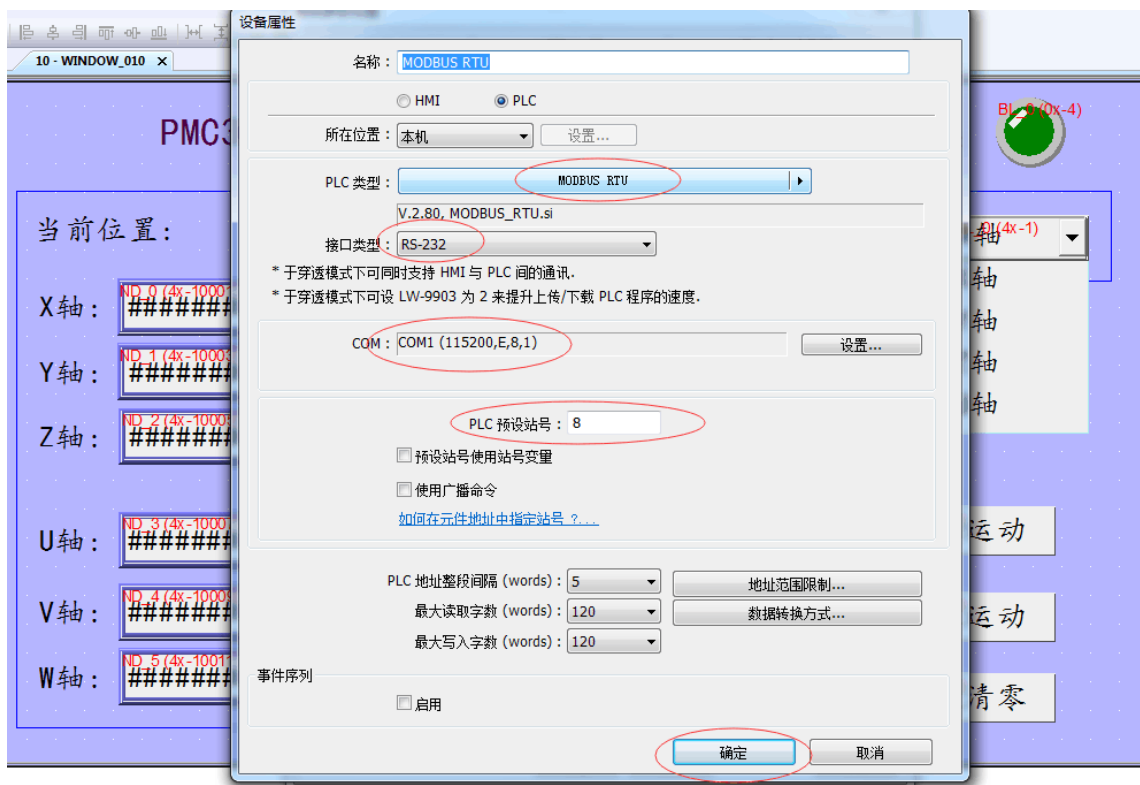 设备属性
10 - WINDOW_010 ×
名称： MODBUS RTU
HMI PLC
所在位置： 本机 设置...
PLC 类型： MODBUS RTU
V.2.80, MODBUS_RTU.si
接口类型： RS-232
* 于穿透模式下可同时支持 HMI 与 PLC 间的通讯.
* 于穿透模式下可设 LW-9903 为 2 来提升上传/下载 PLC 程序的速度.
COM： COM1 (115200,E,8,1) 设置...
PLC 预设站号： 8
预设站号使用站号变量
使用广播命令
如何在元件地址中指定站号 ?...
PLC 地址整段间隔 (words)： 5 地址范围限制...
最大读取字数 (words)： 120 数据转换方式...
最大写入字数 (words)： 120
事件序列
启用
确定 取消
PMC3
当前位置:
X轴: ND_0 (4x-1000 #######
Y轴: ND_1 (4x-1000 #######
Z轴: ND_2 (4x-1000 #######
U轴: ND_3 (4x-1000 #######
V轴: ND_4 (4x-1000 #######
W轴: ND_5 (4x-1001 #######
(0x-4)
轴 (4x-1)
轴
轴
轴
轴
运动
运动
清零